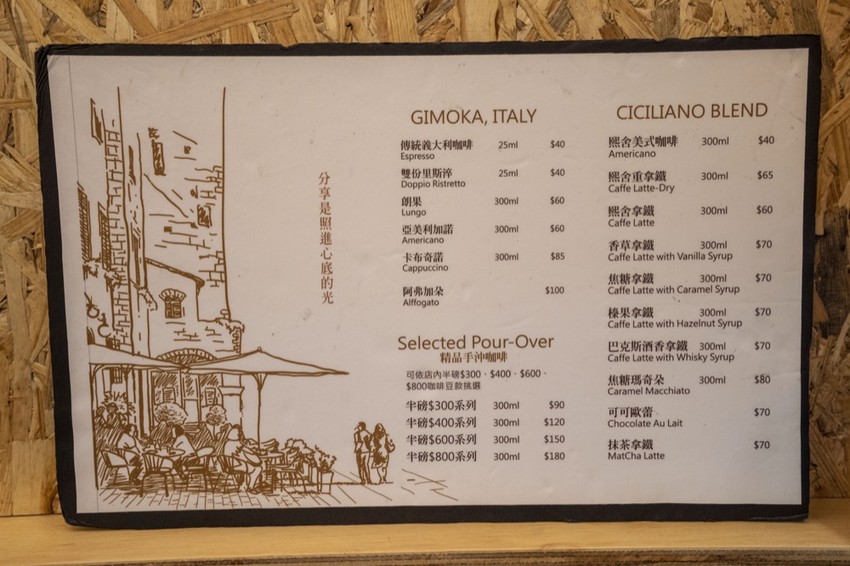 分享是照進心底的光
GIMOKA, ITALY
傳統義大利咖啡 25ml $40
Espresso
雙份里斯淬 25ml $40
Doppio Ristretto
朗果 300ml $60
Lungo
亞美利加諾 300ml $60
Americano
卡布奇諾 300ml $85
Cappuccino
阿弗加朵 $100
Alffogato
Selected Pour-Over
精品手沖咖啡
可依店內半磅$300、$400、$600、
$800咖啡豆款挑選
半磅$300系列 300ml $90
半磅$400系列 300ml $120
半磅$600系列 300ml $150
半磅$800系列 300ml $180
CICILIANO BLEND
熙舍美式咖啡 300ml $40
Americano
熙舍重拿鐵 300ml $65
Caffe Latte-Dry
熙舍拿鐵 300ml $60
Caffe Latte
香草拿鐵 300ml $70
Caffe Latte with Vanilla Syrup
焦糖拿鐵 300ml $70
Caffe Latte with Caramel Syrup
榛果拿鐵 300ml $70
Caffe Latte with Hazelnut Syrup
巴克斯酒香拿鐵 300ml $70
Caffe Latte with Whisky Syrup
焦糖瑪奇朵 300ml $80
Caramel Macchiato
可可歐蕾 $70
Chocolate Au Lait
抹茶拿鐵 $70
MatCha Latte